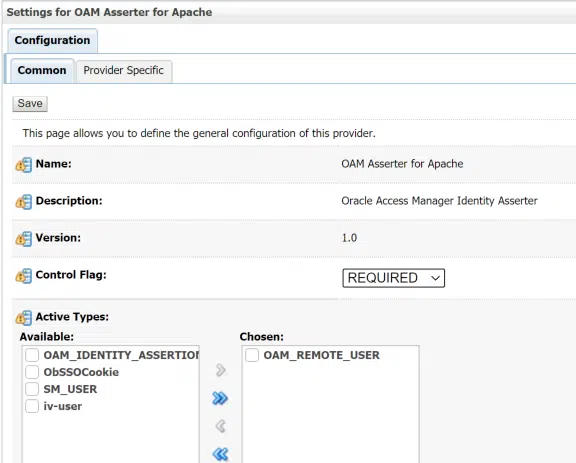 Settings for OAM Asserter for Apache
Configuration
Common Provider Specific
Save
This page allows you to define the general configuration of this provider.
Name: OAM Asserter for Apache
Description: Oracle Access Manager Identity Asserter
Version: 1.0
Control Flag: REQUIRED
Active Types:
Available: Chosen:
OAM_IDENTITY_ASSERTION OAM_REMOTE_USER
ObSSOCookie
SM_USER
iv-user